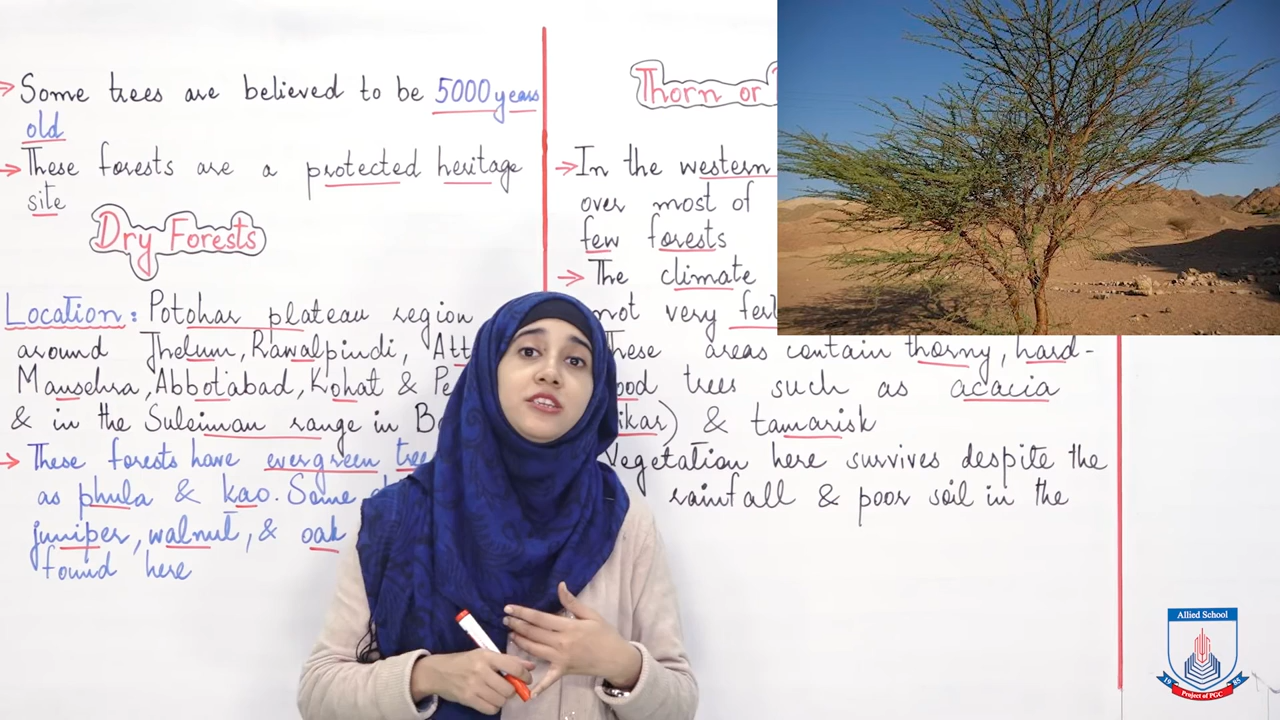 → Some trees are believed to be 5000 years
old
→ These forests are a protected heritage
site
Dry Forests
Location: Potohar plateau region
around Jhelum, Rawalpindi,
Mansehra, Abbotabad, Kohat &
& in the Suleiman range in
→ These forests have evergreen
as phula & kao. Some
juniper, walnut, & oak
found here
Thorn or
→ In the western
over most of
few forests
→ The climate
not very
These areas contain thorny, hard-
trees such as acacia
& tamarisk
Vegetation here survives despite the
rainfall & poor soil in the
Allied School
19 85
Project of PGC